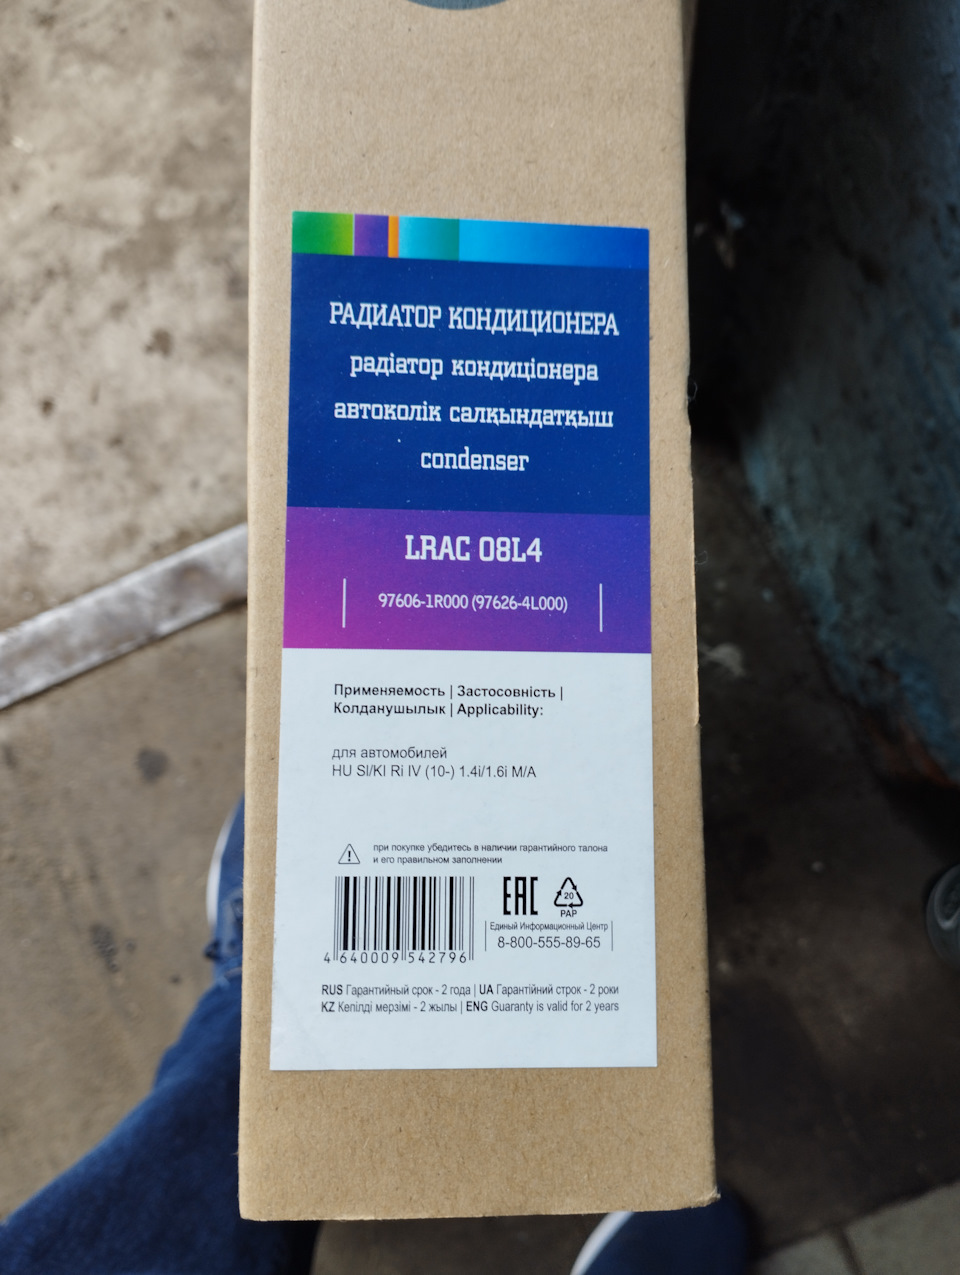 РАДИАТОР КОНДИЦИОНЕРА
радіатор кондиціонера
автоколік салқындатқыш
condenser
LRAC 08L4
97606-1R000 (97626-4L000)
Применяемость | Застосовність |
Колданушылык | Applicability:
для автомобилей
HU SI/KI Ri IV (10-) 1.4i/1.6i M/A
при покупке убедитесь в наличии гарантийного талона
и его правильном заполнении
EAC
20
PAP
Единый Информационный Центр
8-800-555-89-65
4 640009 542796
RUS Гарантийный срок - 2 года | UA Гарантійний строк - 2 роки
KZ Кепілді мерзімі - 2 жылы | ENG Guaranty is valid for 2 years